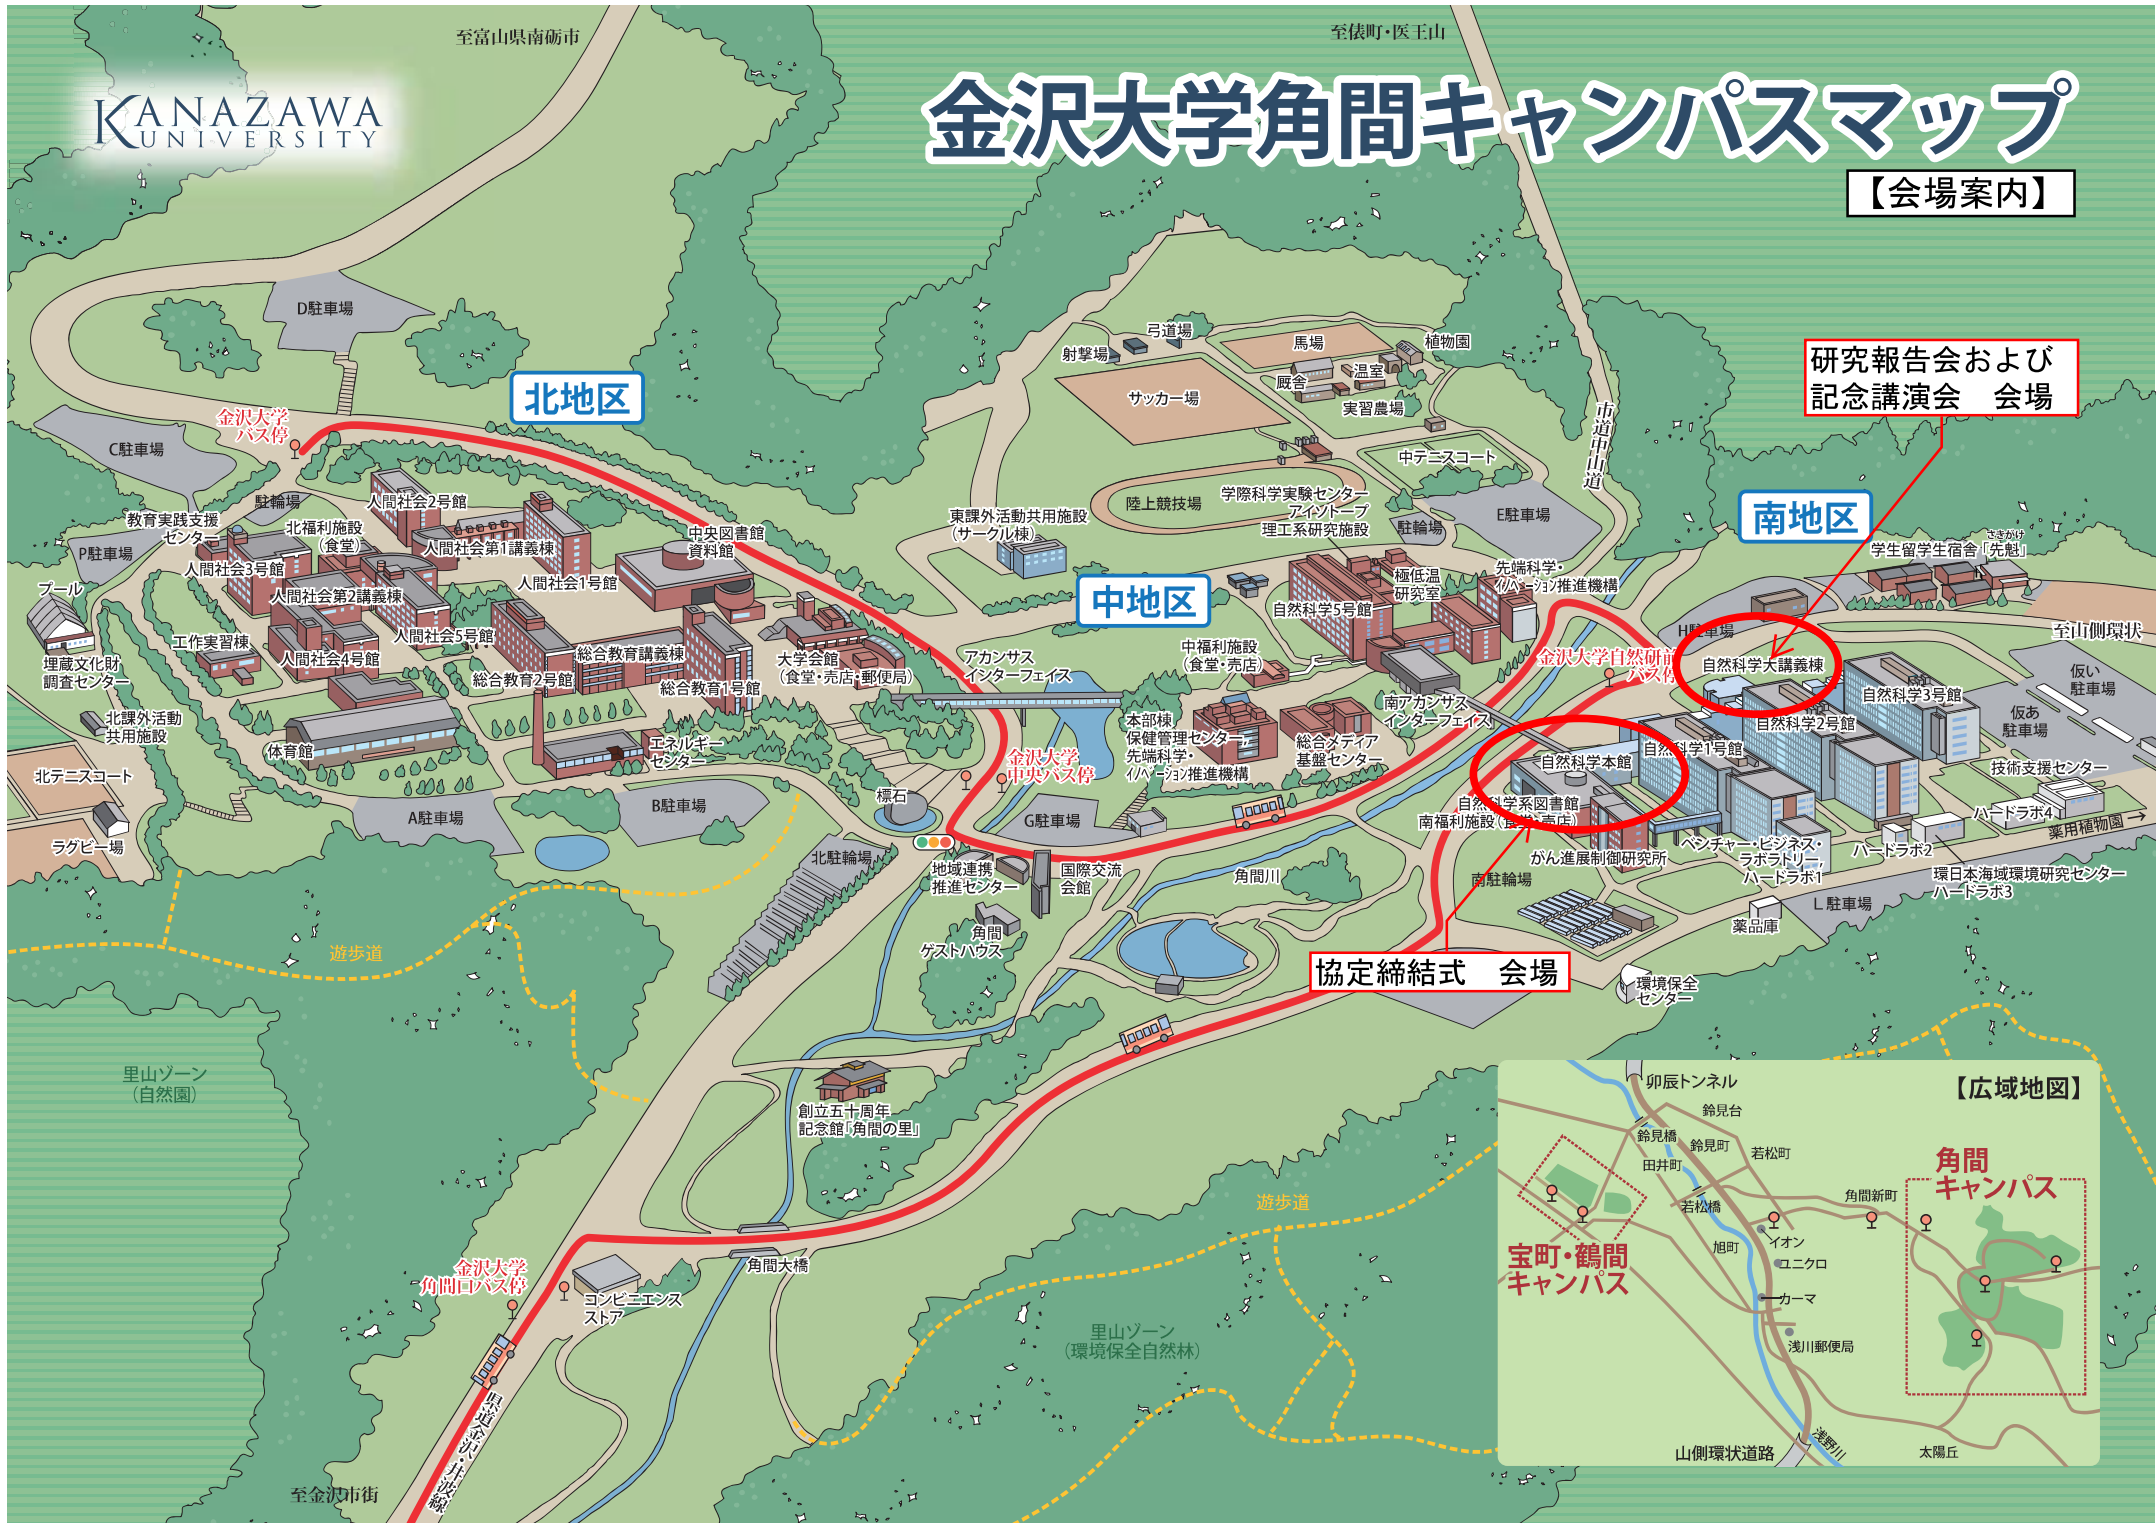 至富山県南砺市
至俵町・医王山
KANAZAWA
UNIVERSITY
金沢大学角間キャンパスマップ
【会場案内】
D駐車場
北地区
金沢大学
バス停
C駐車場
駐輪場
P駐車場
教育実践支援
センター
北福利施設
(食堂)
人間社会2号館
人間社会第1講義棟
人間社会3号館
人間社会第2講義棟
人間社会1号館
中央図書館
資料館
プール
工作実習棟
人間社会5号館
人間社会4号館
総合教育講義棟
総合教育2号館
総合教育1号館
大学会館
(食堂・売店・郵便局)
埋蔵文化財
調査センター
北課外活動
共用施設
体育館
エネルギー
センター
北テニスコート
ラグビー場
A駐車場
B駐車場
標石
北駐輪場
弓道場
射撃場
馬場
植物園
温室
厩舎
サッカー場
実習農場
中テニスコート
市道中山道
陸上競技場
学際科学実験センター
アイソトープ
理工系研究施設
駐輪場
E駐車場
東課外活動共用施設
(サークル棟)
中地区
自然科学5号館
極低温
研究室
先端科学・
イノベーション推進機構
中福利施設
(食堂・売店)
アカンサス
インターフェイス
南アカンサス
インターフェイス
本部棟
保健管理センター,
先端科学・
イノベーション推進機構
総合メディア
基盤センター
金沢大学
中央バス停
G駐車場
地域連携
推進センター
国際交流
会館
角間
ゲストハウス
角間川
研究報告会および
記念講演会　会場
南地区
学生留学生宿舎「先魁」
さきがけ
H駐車場
至山側環状
金沢大学自然研前
バス停
自然科学大講義棟
自然科学3号館
自然科学2号館
自然科学1号館
自然科学本館
仮い
駐車場
仮あ
駐車場
技術支援センター
自然科学系図書館
南福利施設(食堂・売店)
がん進展制御研究所
ベンチャー・ビジネス・
ラボラトリー,
ハードラボ1
ハードラボ2
ハードラボ4
薬用植物園→
環日本海域環境研究センター
ハードラボ3
南駐輪場
薬品庫
L駐車場
環境保全
センター
協定締結式　会場
遊歩道
里山ゾーン
(自然園)
創立五十周年
記念館「角間の里」
金沢大学
角間口バス停
コンビニエンス
ストア
角間大橋
県道金沢・井波線
至金沢市街
遊歩道
里山ゾーン
(環境保全自然林)
【広域地図】
卯辰トンネル
鈴見台
鈴見橋
鈴見町
田井町
若松町
若松橋
角間新町
角間
キャンパス
旭町
イオン
ユニクロ
カーマ
浅川郵便局
宝町・鶴間
キャンパス
山側環状道路
浅野川
太陽丘